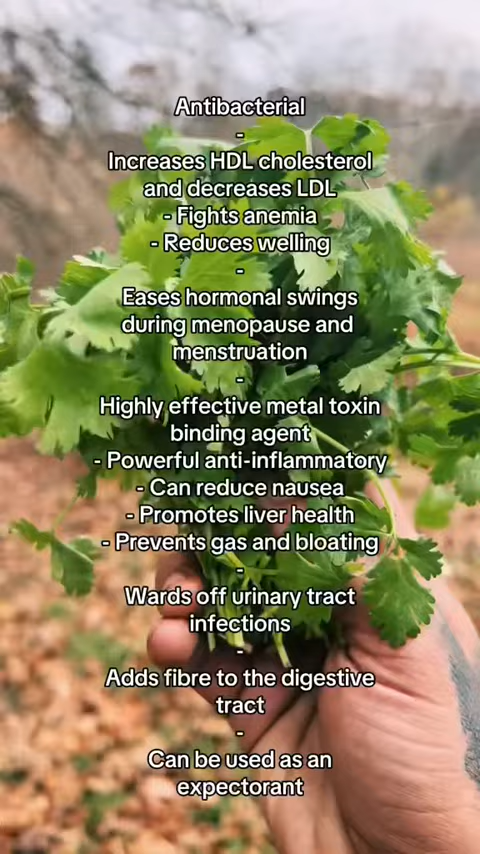 Antibacterial
-
Increases HDL cholesterol
and decreases LDL
- Fights anemia
- Reduces welling
-
Eases hormonal swings
during menopause and
menstruation
-
Highly effective metal toxin
binding agent
- Powerful anti-inflammatory
- Can reduce nausea
- Promotes liver health
- Prevents gas and bloating
-
Wards off urinary tract
infections
-
Adds fibre to the digestive
tract
-
Can be used as an
expectorant